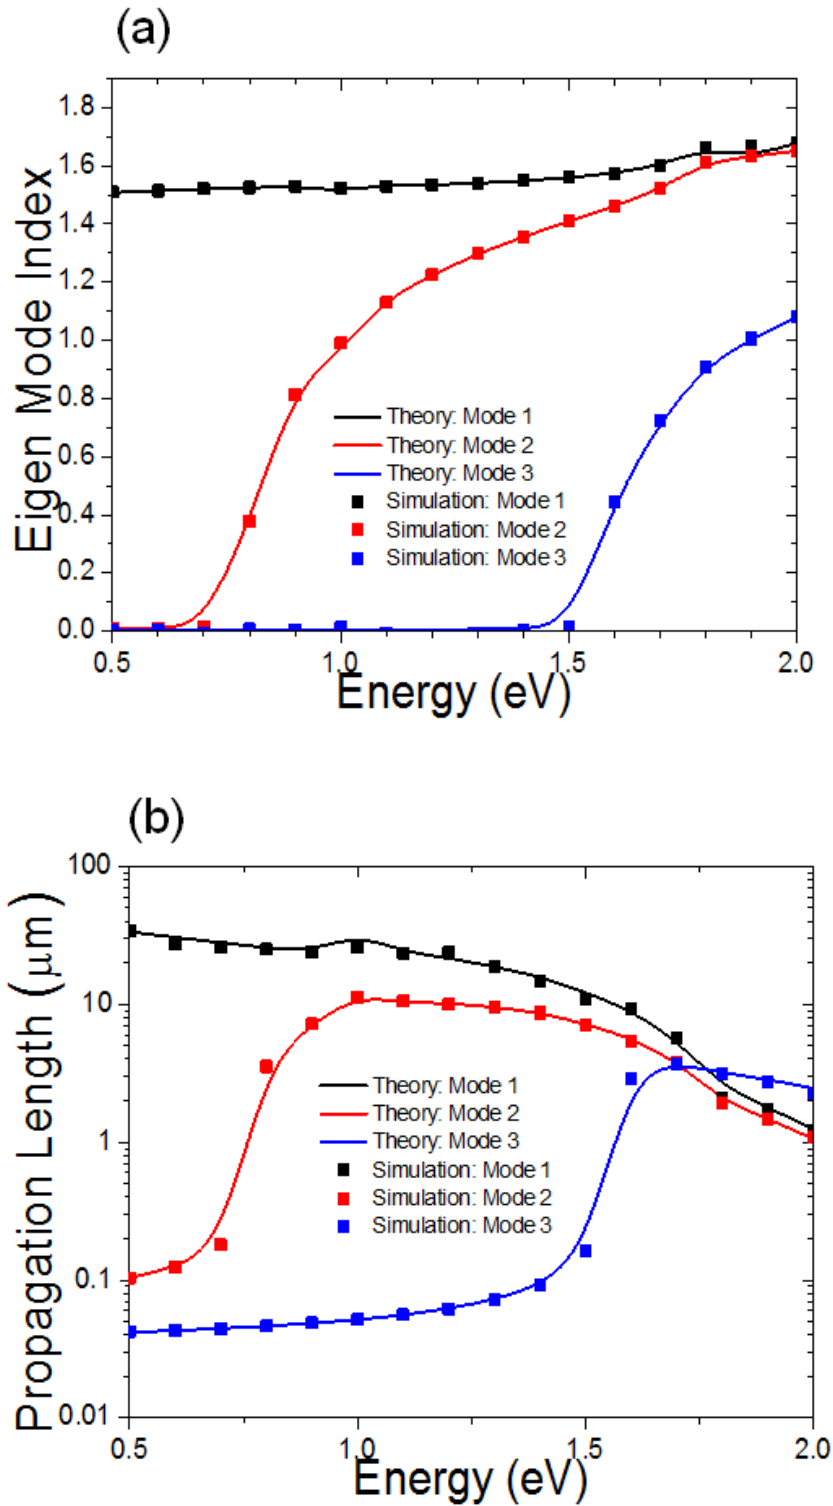 (a)
1.8
1.6
1.4
1.2
1.0
0.8
0.6
0.4
0.2
0.0
Eigen Mode Index
Theory: Mode 1
Theory: Mode 2
Theory: Mode 3
Simulation: Mode 1
Simulation: Mode 2
Simulation: Mode 3
0.5 1.0 1.5 2.0
Energy (eV)
(b)
100
10
1
0.1
0.01
Propagation Length (μm)
Theory: Mode 1
Theory: Mode 2
Theory: Mode 3
Simulation: Mode 1
Simulation: Mode 2
Simulation: Mode 3
0.5 1.0 1.5 2.0
Energy (eV)